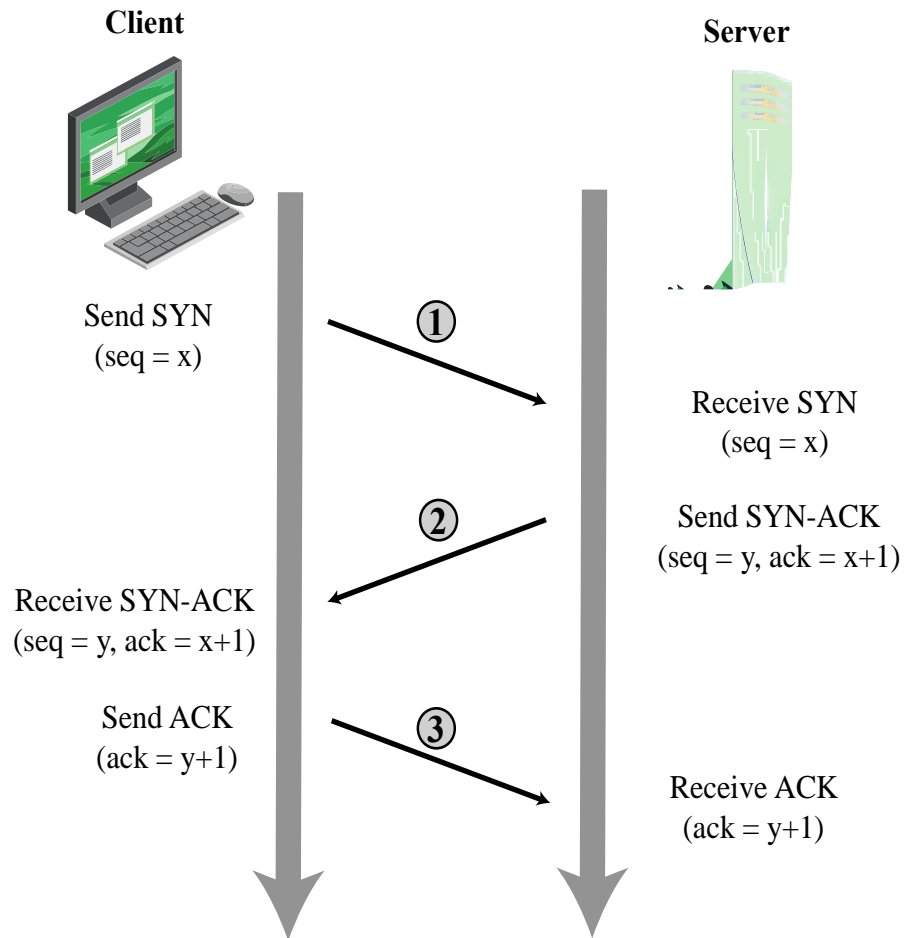 Client
Server
Send SYN
(seq = x)
1
Receive SYN
(seq = x)
2
Send SYN-ACK
(seq = y, ack = x+1)
Receive SYN-ACK
(seq = y, ack = x+1)
Send ACK
(ack = y+1)
3
Receive ACK
(ack = y+1)